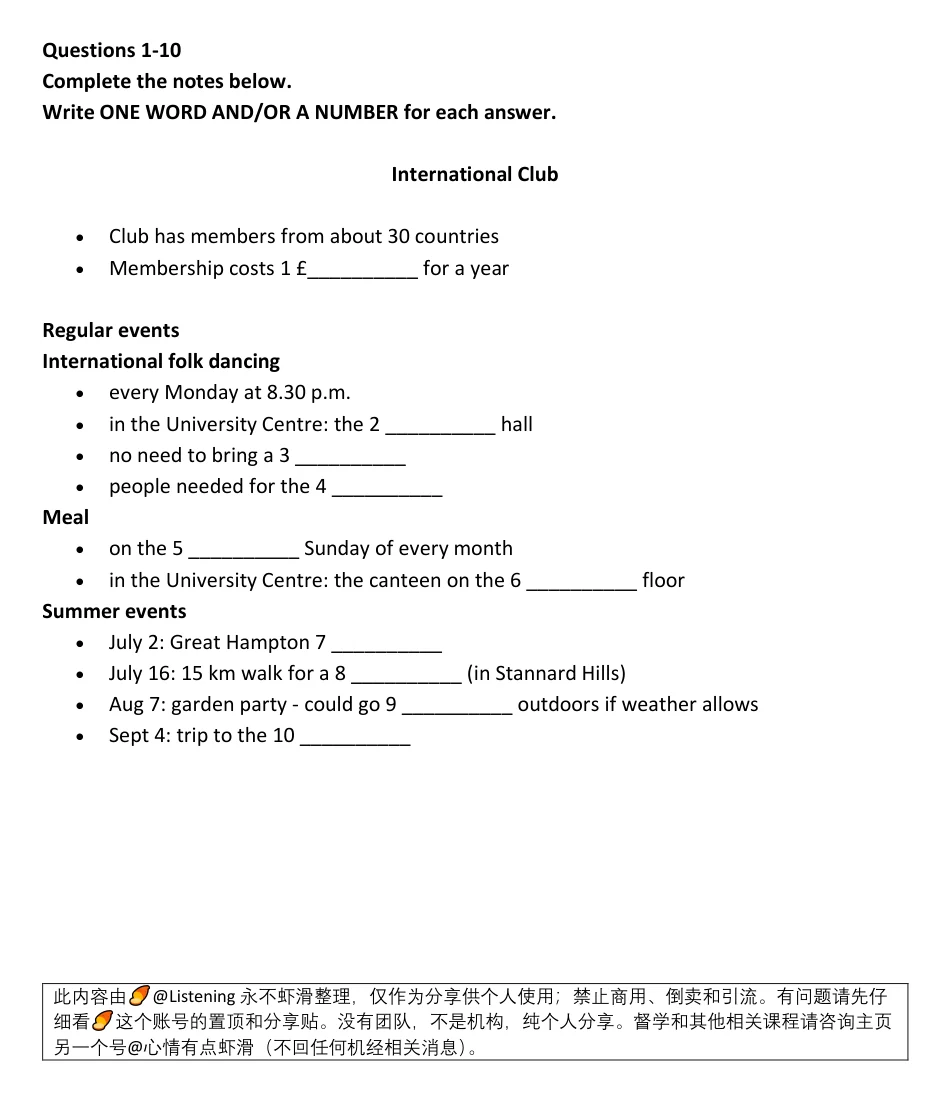 Questions 1-10
Complete the notes below.
Write ONE WORD AND/OR A NUMBER for each answer.
International Club
• Club has members from about 30 countries
• Membership costs 1 £__________ for a year
Regular events
International folk dancing
• every Monday at 8.30 p.m.
• in the University Centre: the 2 __________ hall
• no need to bring a 3 __________
• people needed for the 4 __________
Meal
• on the 5 __________ Sunday of every month
• in the University Centre: the canteen on the 6 __________ floor
Summer events
• July 2: Great Hampton 7 __________
• July 16: 15 km walk for a 8 __________ (in Stannard Hills)
• Aug 7: garden party - could go 9 __________ outdoors if weather allows
• Sept 4: trip to the 10 __________
此内容由@Listening 永不虾滑整理，仅作为分享供个人使用；禁止商用、倒卖和引流。有问题请先仔
细看这个账号的置顶和分享贴。没有团队，不是机构，纯个人分享。督学和其他相关课程请咨询主页
另一个号@心情有点虾滑（不回任何机经相关消息）。